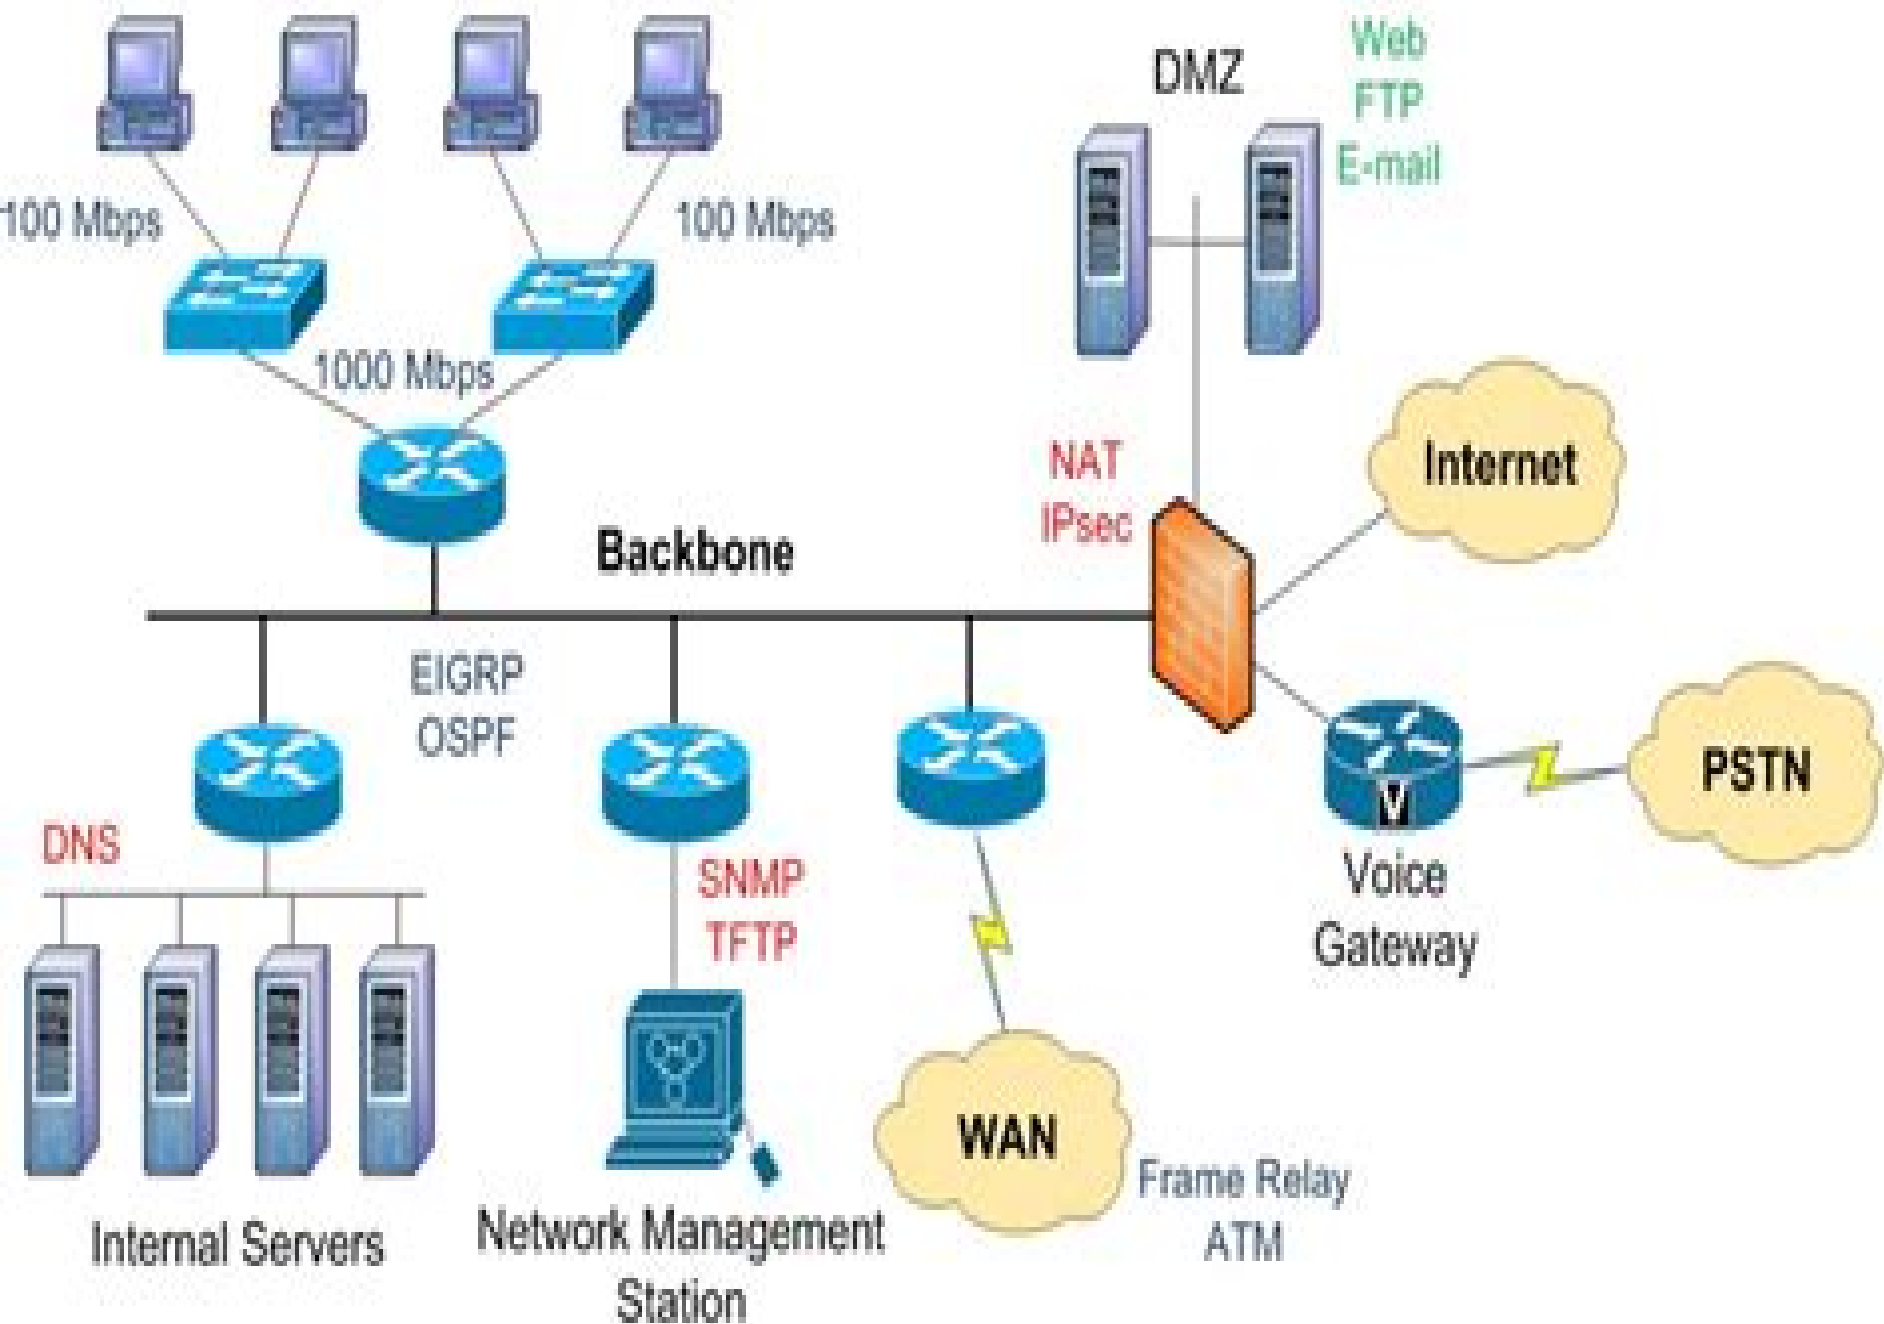 Web
DMZ
FTP
E-mail
100 Mbps
100 Mbps
1000 Mbps
Internet
NAT
IPsec
Backbone
EIGRP
OSPF
PSTN
V
DNS
SNMP
TFTP
Voice
Gateway
WAN
Frame Relay
ATM
Internal Servers
Network Management
Station